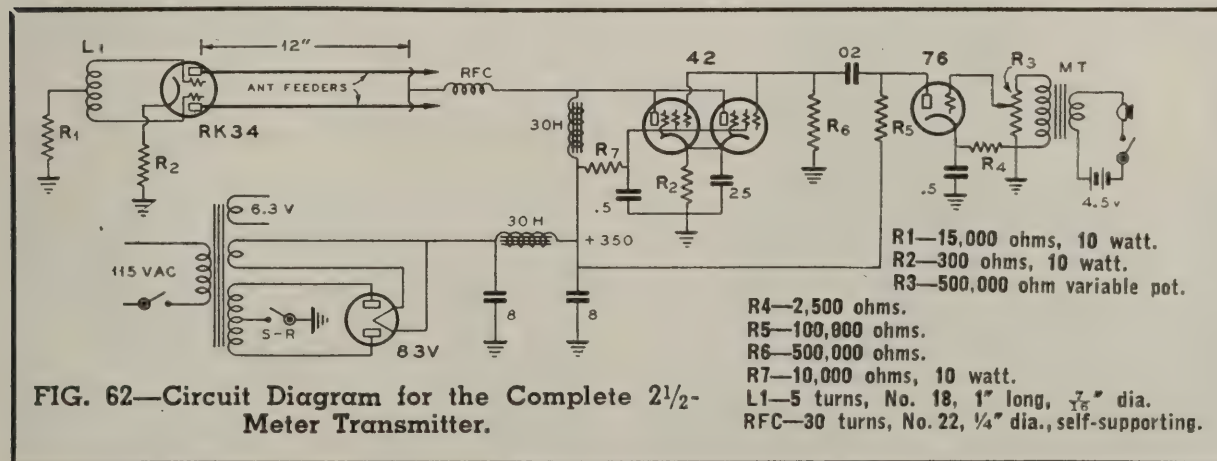 L1
12"
42
02
76
R3
MT
RFC
ANT FEEDERS
30H
R1
RK34
R2
R7
R6
R5
R4
.5
R2
25
.5
4.5v
6.3 V
30H
+350
115 VAC
8
8
S-R
83V
R1—15,000 ohms, 10 watt.
R2—300 ohms, 10 watt.
R3—500,000 ohm variable pot.
R4—2,500 ohms.
R5—100,000 ohms.
R6—500,000 ohms.
R7—10,000 ohms, 10 watt.
L1—5 turns, No. 18, 1" long, 7/16" dia.
RFC—30 turns, No. 22, 1/4" dia., self-supporting.
FIG. 62—Circuit Diagram for the Complete 2½-
Meter Transmitter.